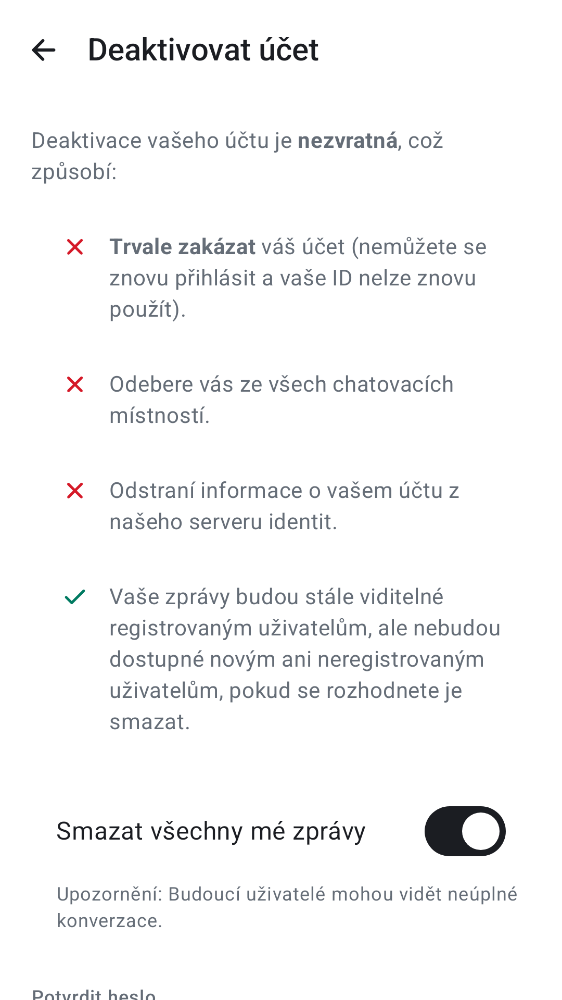 Deaktivovat účet
Deaktivace vašeho účtu je nezvratná, což
způsobí:
Trvale zakázat váš účet (nemůžete se
znovu přihlásit a vaše ID nelze znovu
použít).
Odebere vás ze všech chatovacích
místností.
Odstraní informace o vašem účtu z
našeho serveru identit.
Vaše zprávy budou stále viditelné
registrovaným uživatelům, ale nebudou
dostupné novým ani neregistrovaným
uživatelům, pokud se rozhodnete je
smazat.
Smazat všechny mé zprávy
Upozornění: Budoucí uživatelé mohou vidět neúplné
konverzace.
Potvrdit heslo